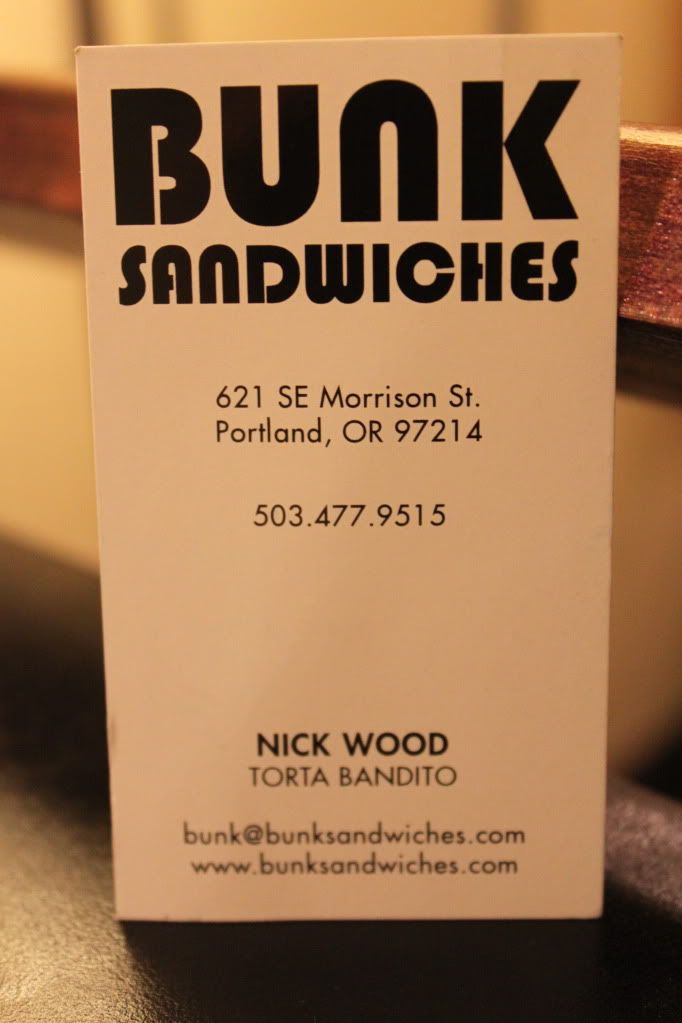 BUNK
SANDWICHES
621 SE Morrison St.
Portland, OR 97214
503.477.9515
NICK WOOD
TORTA BANDITO
bunk@bunksandwiches.com
www.bunksandwiches.com